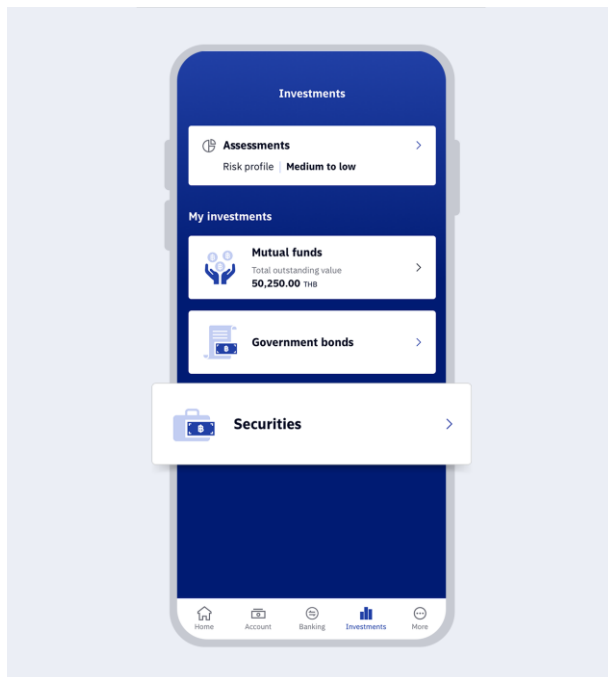 Investments
Assessments
Risk profile | Medium to low
My investments
Mutual funds
Total outstanding value
50,250.00 THB
Government bonds
฿
Securities
฿
Home
Account
Banking
Investments
More